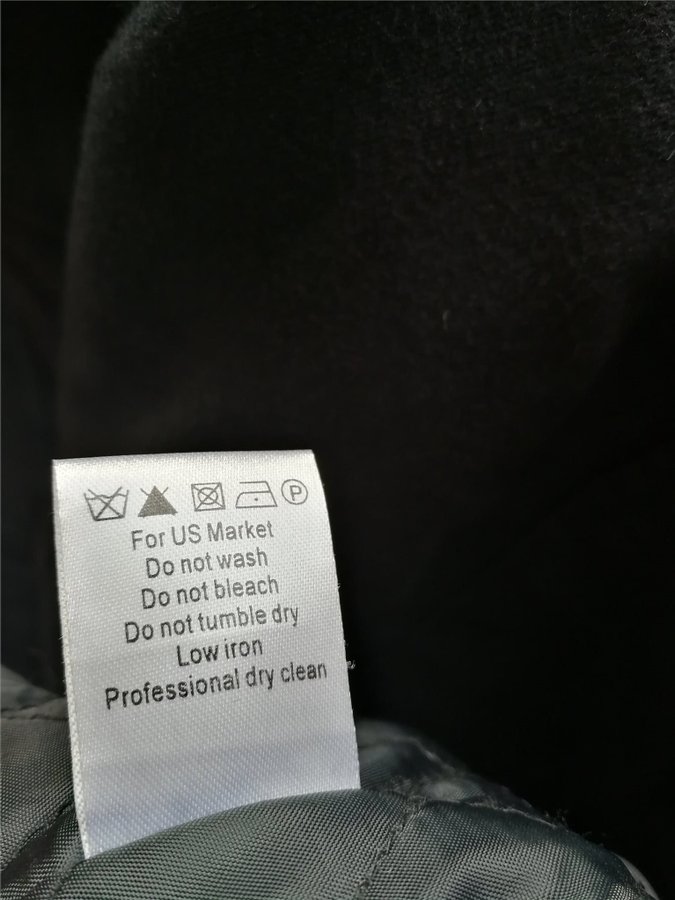 P
For US Market
Do not wash
Do not bleach
Do not tumble dry
Low iron
Professional dry clean